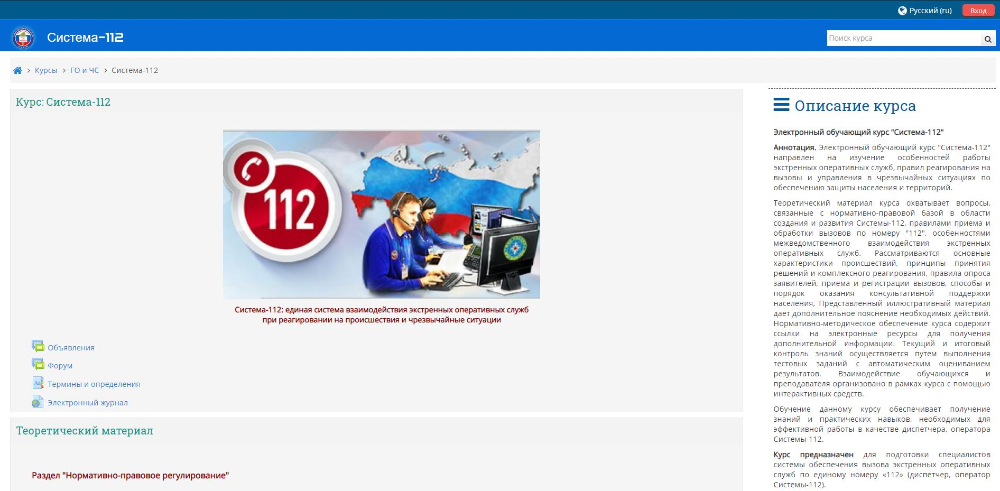 Русский (ru)
Вход
Система-112
Поиск курса
Курсы > ГО и ЧС > Система-112
Курс: Система-112
112
Система-112: единая система взаимодействия экстренных оперативных служб
при реагировании на происшествия и чрезвычайные ситуации
Объявления
Форум
Aa
Термины и определения
Электронный журнал
Теоретический материал
Раздел "Нормативно-правовое регулирование"
Описание курса
Электронный обучающий курс "Система-112"
Аннотация. Электронный обучающий курс "Система-112"
направлен на изучение особенностей работы
экстренных оперативных служб, правил реагирования на
вызовы и управления в чрезвычайных ситуациях по
обеспечению защиты населения и территорий.
Теоретический материал курса охватывает вопросы,
связанные с нормативно-правовой базой в области
создания и развития Системы-112, правилами приема и
обработки вызовов по номеру "112", особенностями
межведомственного взаимодействия экстренных
оперативных служб. Рассматриваются основные
характеристики происшествий, принципы принятия
решений и комплексного реагирования, правила опроса
заявителей, приема и регистрации вызовов, способы и
порядок оказания консультативной поддержки
населения, Представленный иллюстративный материал
дает дополнительное пояснение необходимых действий.
Нормативно-методическое обеспечение курса содержит
ссылки на электронные ресурсы для получения
дополнительной информации. Текущий и итоговый
контроль знаний осуществляется путем выполнения
тестовых заданий с автоматическим оцениванием
результатов. Взаимодействие обучающихся и
преподавателя организовано в рамках курса с помощью
интерактивных средств.
Обучение данному курсу обеспечивает получение
знаний и практических навыков, необходимых для
эффективной работы в качестве диспетчера, оператора
Системы-112.
Курс предназначен для подготовки специалистов
системы обеспечения вызова экстренных оперативных
служб по единому номеру «112» (диспетчер, оператор
Системы-112).